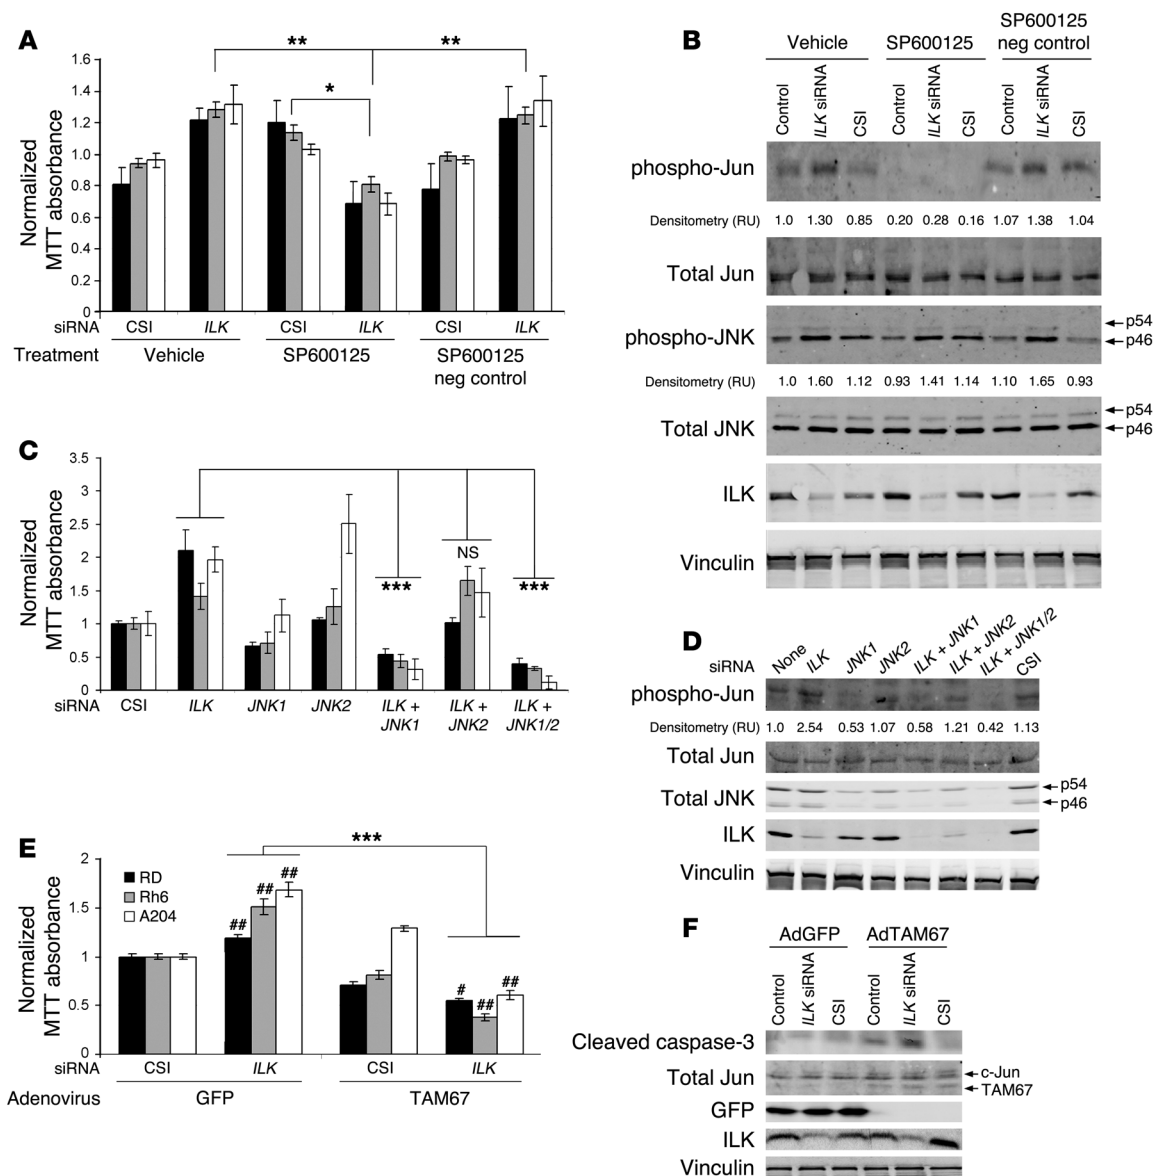 A
Normalized
MTT absorbance
1.6
1.4
1.2
1.0
0.8
0.6
0.4
0.2
0
**
**
*
siRNA CSI ILK CSI ILK CSI ILK
Treatment Vehicle SP600125 SP600125
neg control
B
Vehicle SP600125 SP600125
neg control
Control ILK siRNA CSI Control ILK siRNA CSI Control ILK siRNA CSI
phospho-Jun
Densitometry (RU) 1.0 1.30 0.85 0.20 0.28 0.16 1.07 1.38 1.04
Total Jun
phospho-JNK p54
p46
Densitometry (RU) 1.0 1.60 1.12 0.93 1.41 1.14 1.10 1.65 0.93
Total JNK p54
p46
ILK
Vinculin
C
Normalized
MTT absorbance
3.5
3
2.5
2
1.5
1
0.5
0
*** NS ***
siRNA CSI ILK JNK1 JNK2 ILK + ILK + ILK +
JNK1 JNK2 JNK1/2
D
siRNA None ILK JNK1 JNK2 ILK + JNK1 ILK + JNK2 ILK + JNK1/2 CSI
phospho-Jun
Densitometry (RU) 1.0 2.54 0.53 1.07 0.58 1.21 0.42 1.13
Total Jun
Total JNK p54
p46
ILK
Vinculin
E
Normalized
MTT absorbance
2
1.5
1
0.5
0
RD
Rh6
A204
***
## ## ##
# ## ##
siRNA CSI ILK CSI ILK
Adenovirus GFP TAM67
F
AdGFP AdTAM67
Control ILK siRNA CSI Control ILK siRNA CSI
Cleaved caspase-3
Total Jun c-Jun
TAM67
GFP
ILK
Vinculin